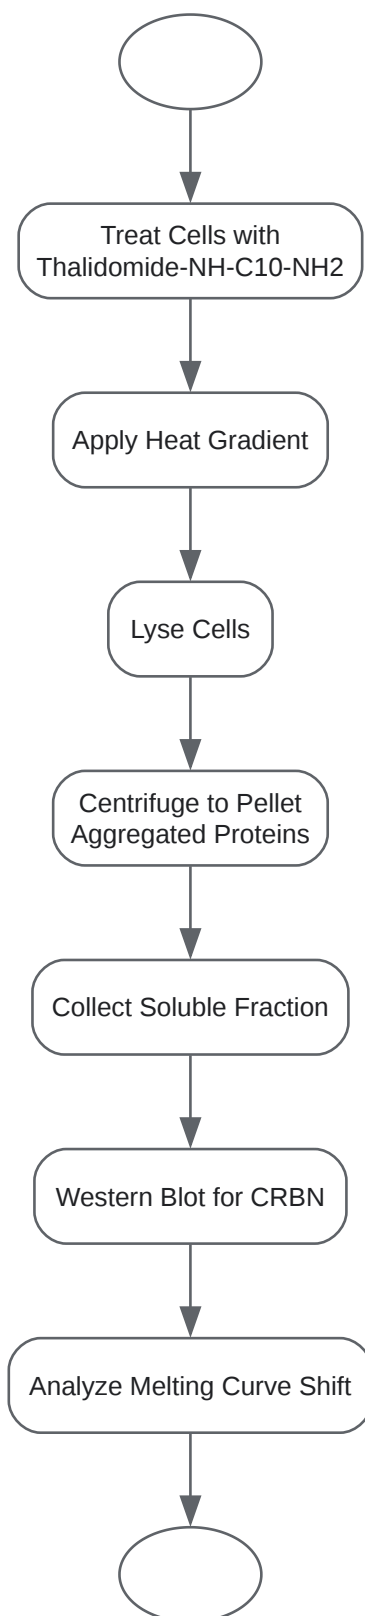 Treat Cells with
Thalidomide-NH-C10-NH2
Apply Heat Gradient
Lyse Cells
Centrifuge to Pellet
Aggregated Proteins
Collect Soluble Fraction
Western Blot for CRBN
Analyze Melting Curve Shift